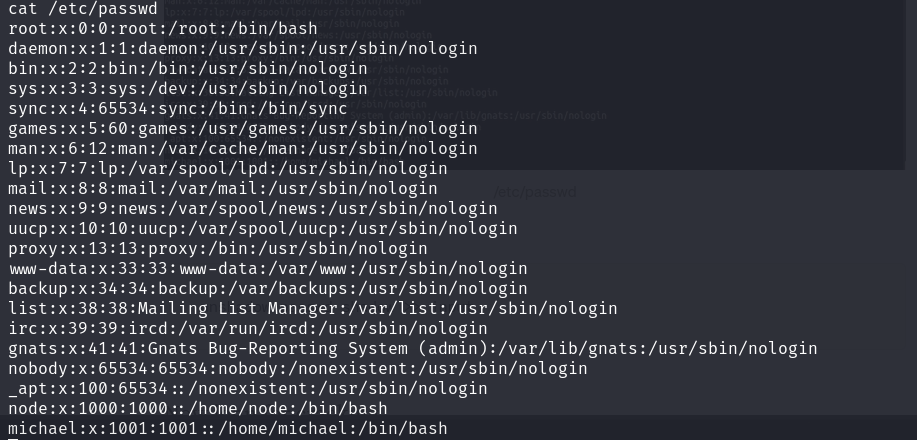 cat /etc/passwd
root:x:0:0:root:/root:/bin/bash
daemon:x:1:1:daemon:/usr/sbin:/usr/sbin/nologin
bin:x:2:2:bin:/bin:/usr/sbin/nologin
sys:x:3:3:sys:/dev:/usr/sbin/nologin
sync:x:4:65534:sync:/bin:/bin/sync
games:x:5:60:games:/usr/games:/usr/sbin/nologin
man:x:6:12:man:/var/cache/man:/usr/sbin/nologin
lp:x:7:7:lp:/var/spool/lpd:/usr/sbin/nologin
mail:x:8:8:mail:/var/mail:/usr/sbin/nologin
news:x:9:9:news:/var/spool/news:/usr/sbin/nologin
uucp:x:10:10:uucp:/var/spool/uucp:/usr/sbin/nologin
proxy:x:13:13:proxy:/bin:/usr/sbin/nologin
www-data:x:33:33:www-data:/var/www:/usr/sbin/nologin
backup:x:34:34:backup:/var/backups:/usr/sbin/nologin
list:x:38:38:Mailing List Manager:/var/list:/usr/sbin/nologin
irc:x:39:39:ircd:/var/run/ircd:/usr/sbin/nologin
gnats:x:41:41:Gnats Bug-Reporting System (admin):/var/lib/gnats:/usr/sbin/nologin
nobody:x:65534:65534:nobody:/nonexistent:/usr/sbin/nologin
_apt:x:100:65534::/nonexistent:/usr/sbin/nologin
node:x:1000:1000::/home/node:/bin/bash
michael:x:1001:1001::/home/michael:/bin/bash
/etc/passwd